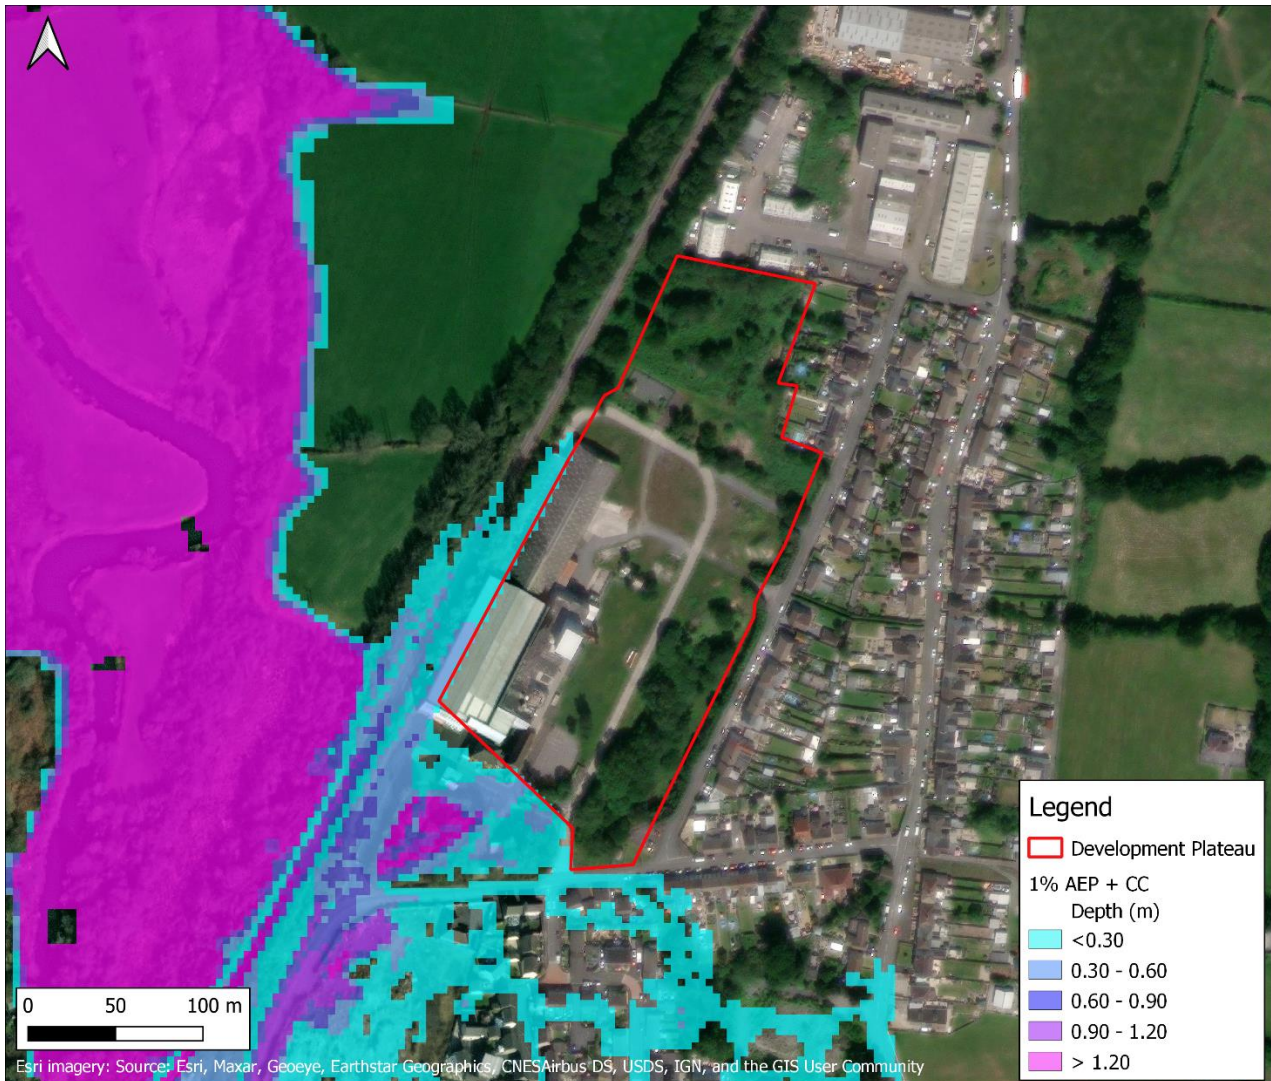 Legend
Development Plateau
1% AEP + CC
Depth (m)
<0.30
0.30 - 0.60
0.60 - 0.90
0.90 - 1.20
> 1.20
0 50 100 m
Esri imagery: Source: Esri, Maxar, Geoeye, Earthstar Geographics, CNESAirbus DS, USDS, IGN, and the GIS User Community